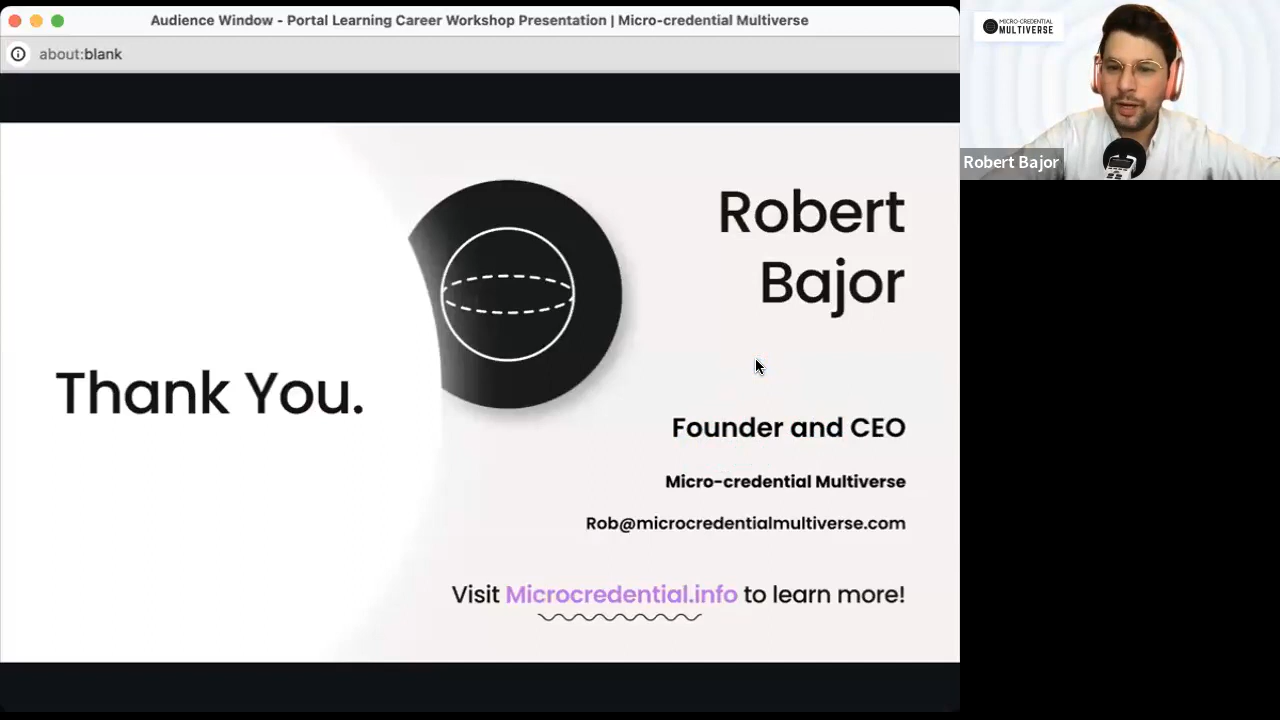 Audience Window - Portal Learning Career Workshop Presentation | Micro-credential Multiverse
about:blank
MICRO-CREDENTIAL
MULTIVERSE
Robert Bajor
Robert
Bajor
Thank You.
Founder and CEO
Micro-credential Multiverse
Rob@microcredentialmultiverse.com
Visit Microcredential.info to learn more!